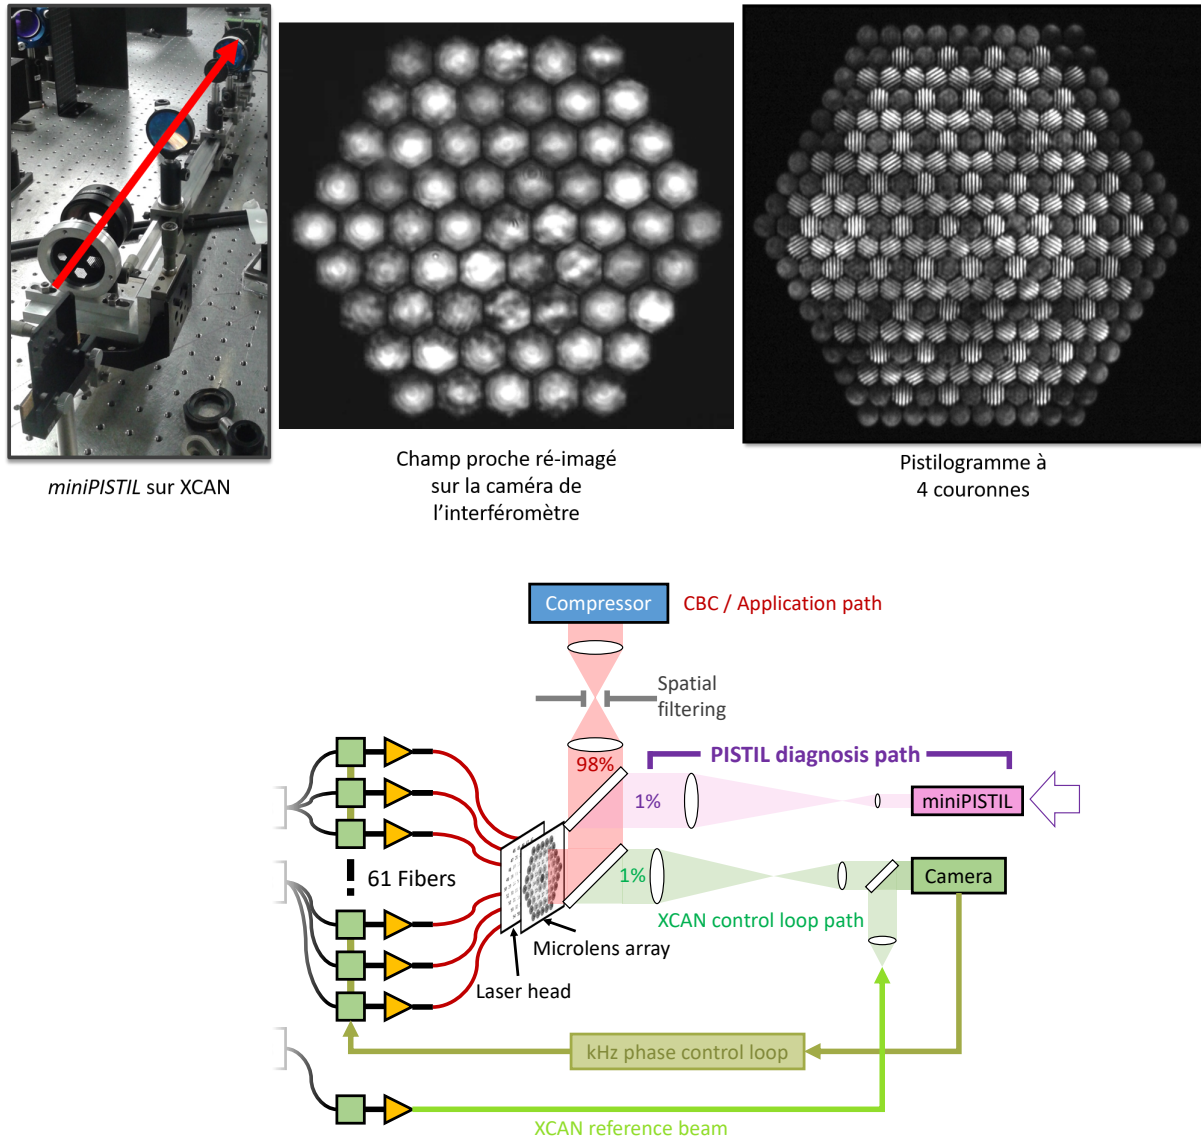 miniPISTIL sur XCAN
Champ proche ré-imagé
sur la caméra de
l'interféromètre
Pistilogramme à
4 couronnes
Compressor
CBC / Application path
Spatial
filtering
98%
PISTIL diagnosis path
1%
miniPISTIL
61 Fibers
1%
Camera
XCAN control loop path
Microlens array
Laser head
kHz phase control loop
XCAN reference beam